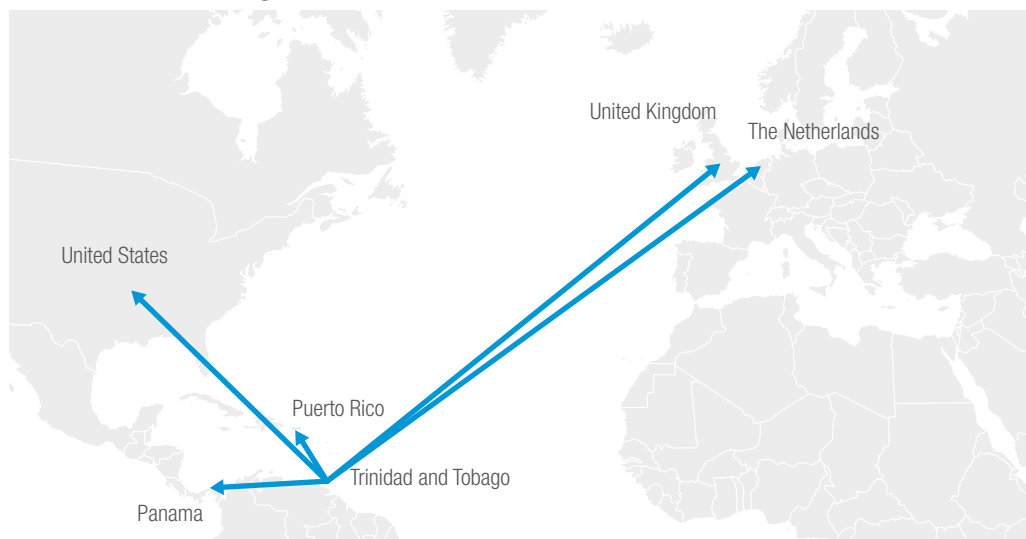 United Kingdom
The Netherlands
United States
Puerto Rico
Trinidad and Tobago
Panama